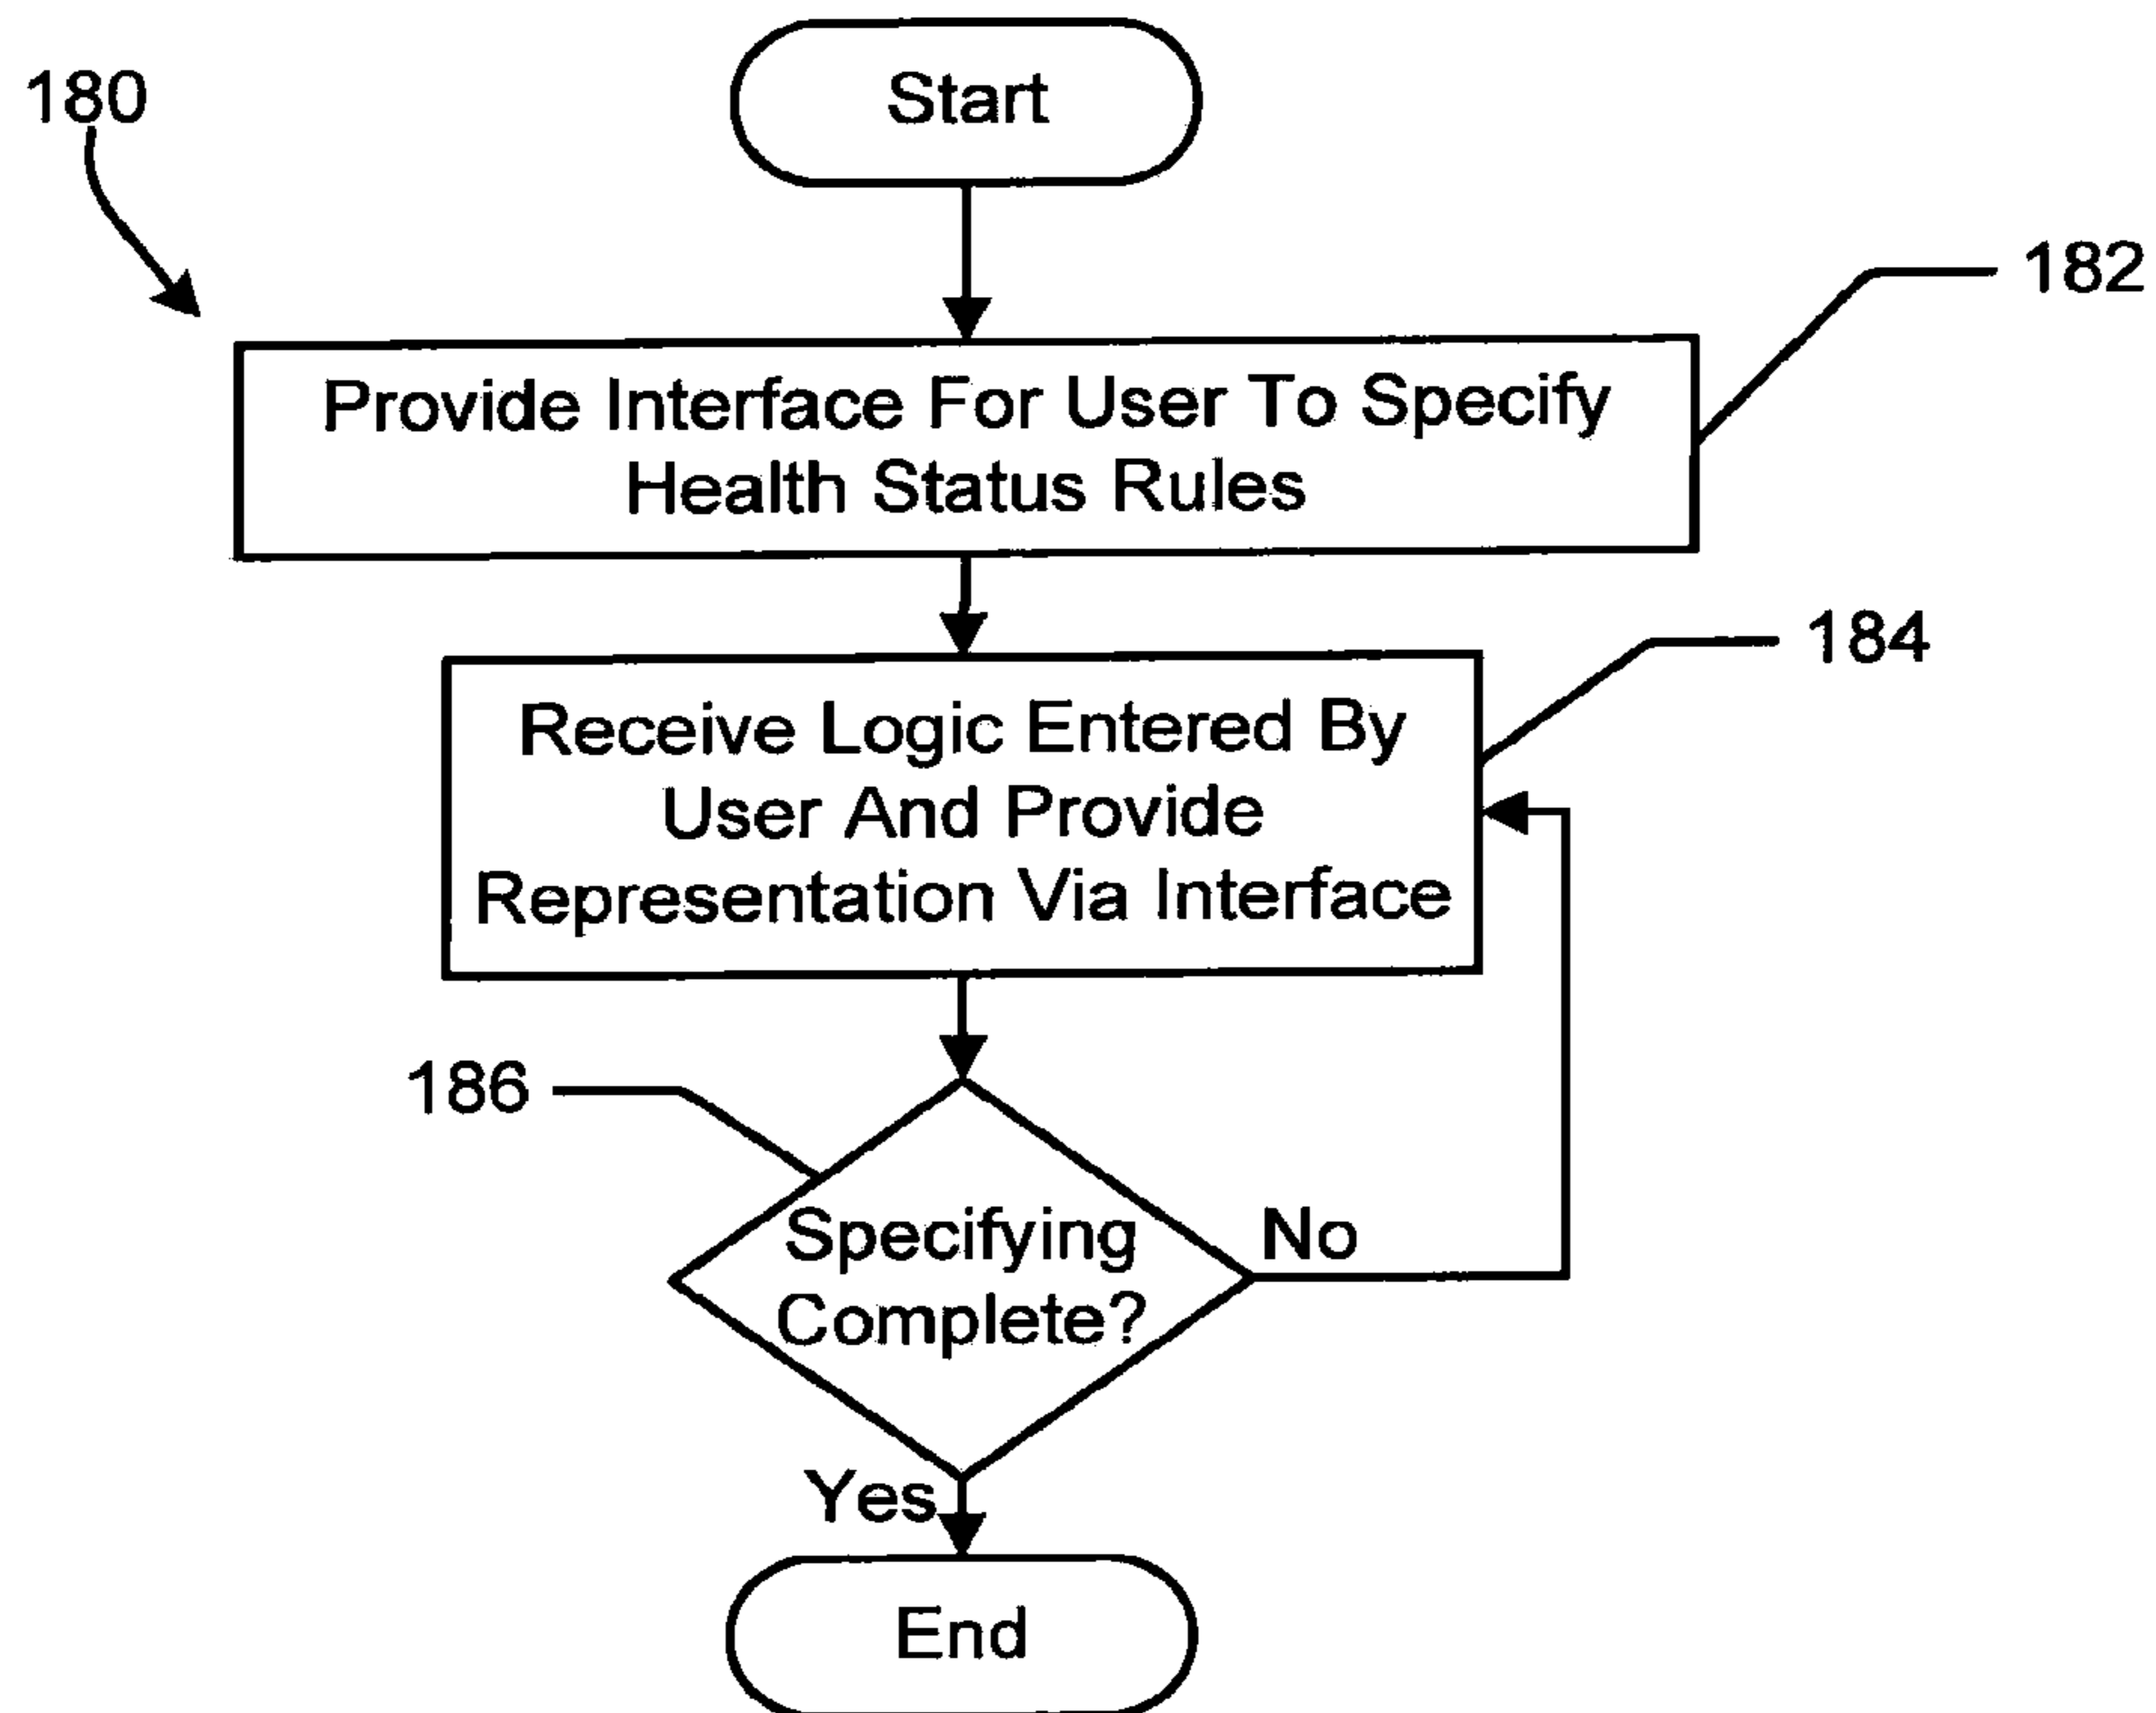 Start
180
182
Provide Interface For User To Specify
Health Status Rules
184
Receive Logic Entered By
User And Provide
Representation Via Interface
186
Specifying
Complete?
No
Yes
End